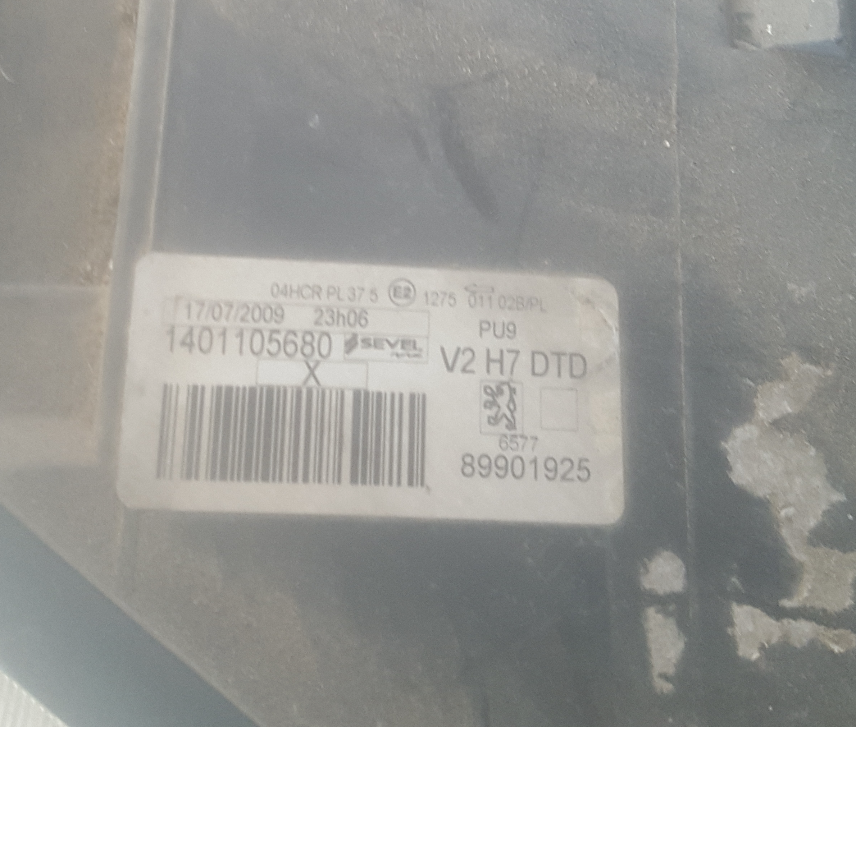 04HCR PL 37.5 E2 1275 011 02B/PL
17/07/2009 23h06
PU9
1401105680 SEVEL
V2 H7 DTD
X
6577
89901925